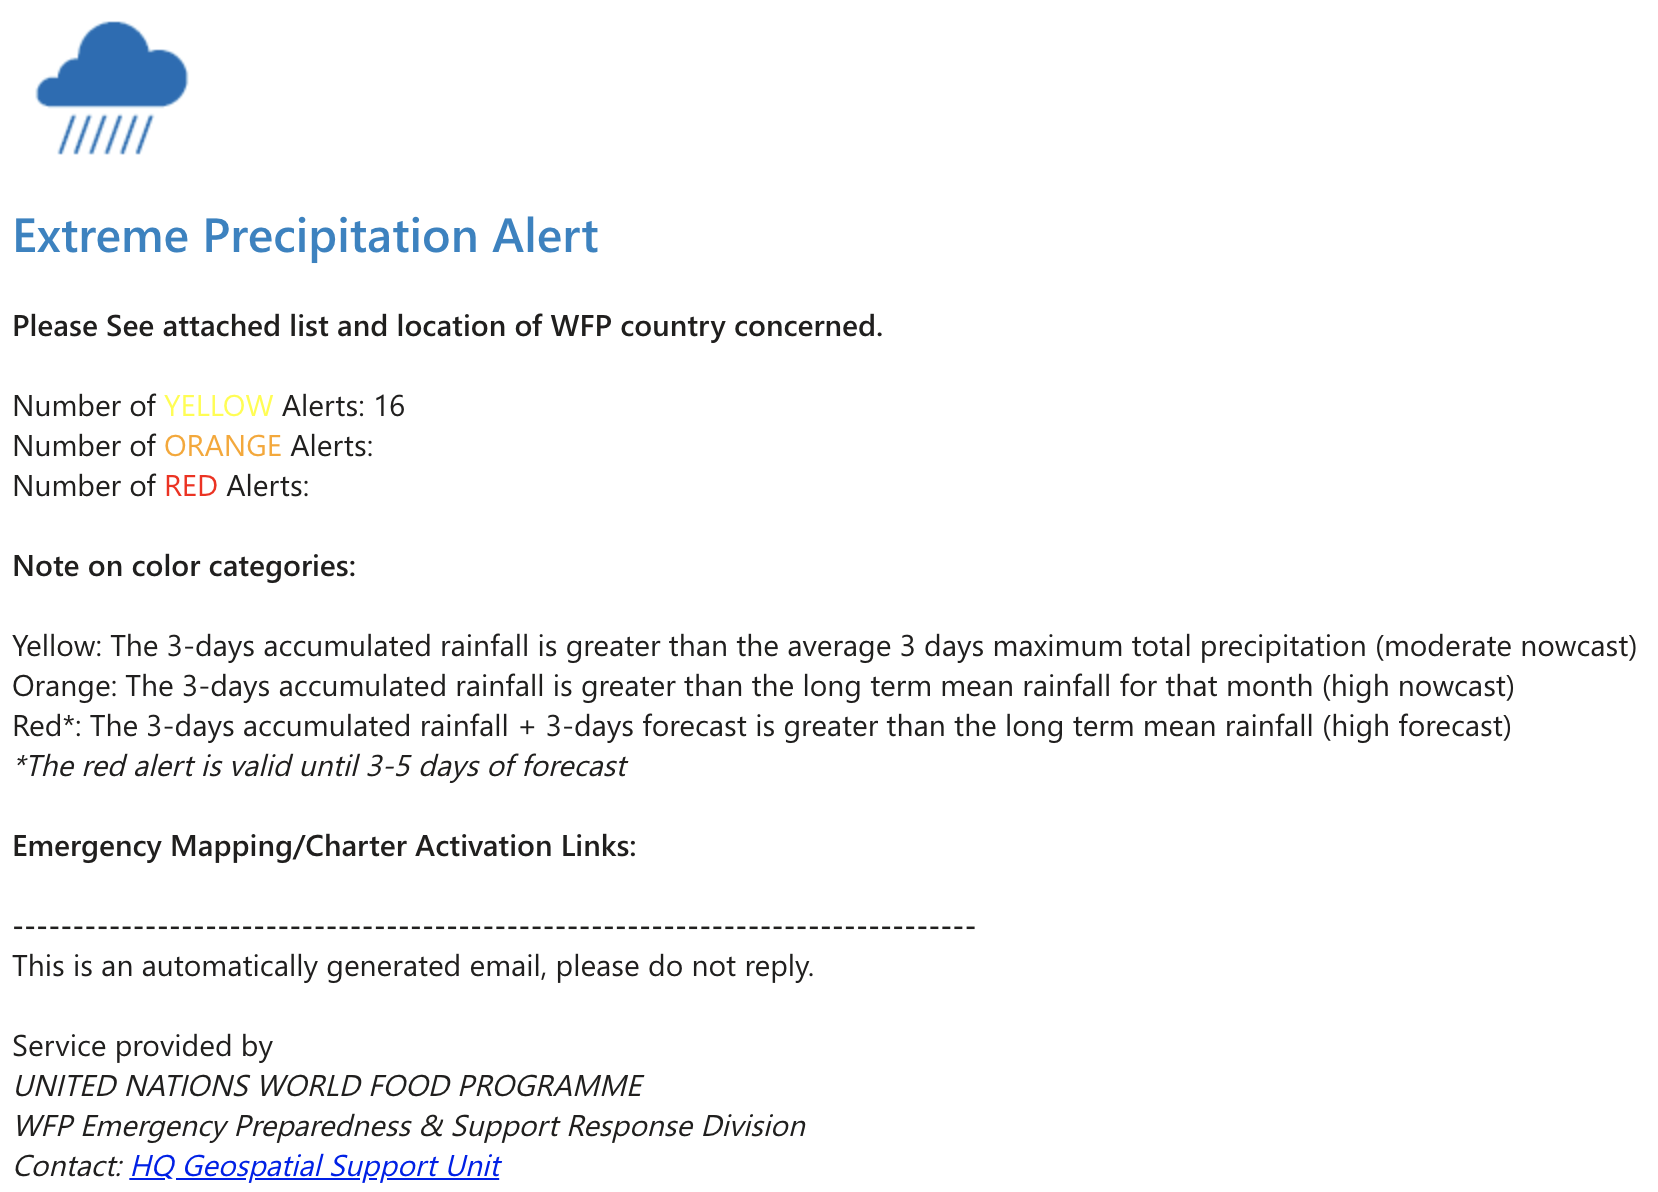 Extreme Precipitation Alert
Please See attached list and location of WFP country concerned.
Number of YELLOW Alerts: 16
Number of ORANGE Alerts:
Number of RED Alerts:
Note on color categories:
Yellow: The 3-days accumulated rainfall is greater than the average 3 days maximum total precipitation (moderate nowcast)
Orange: The 3-days accumulated rainfall is greater than the long term mean rainfall for that month (high nowcast)
Red*: The 3-days accumulated rainfall + 3-days forecast is greater than the long term mean rainfall (high forecast)
*The red alert is valid until 3-5 days of forecast
Emergency Mapping/Charter Activation Links:
--------------------------------------------------------------------------------
This is an automatically generated email, please do not reply.
Service provided by
UNITED NATIONS WORLD FOOD PROGRAMME
WFP Emergency Preparedness & Support Response Division
Contact: HQ Geospatial Support Unit